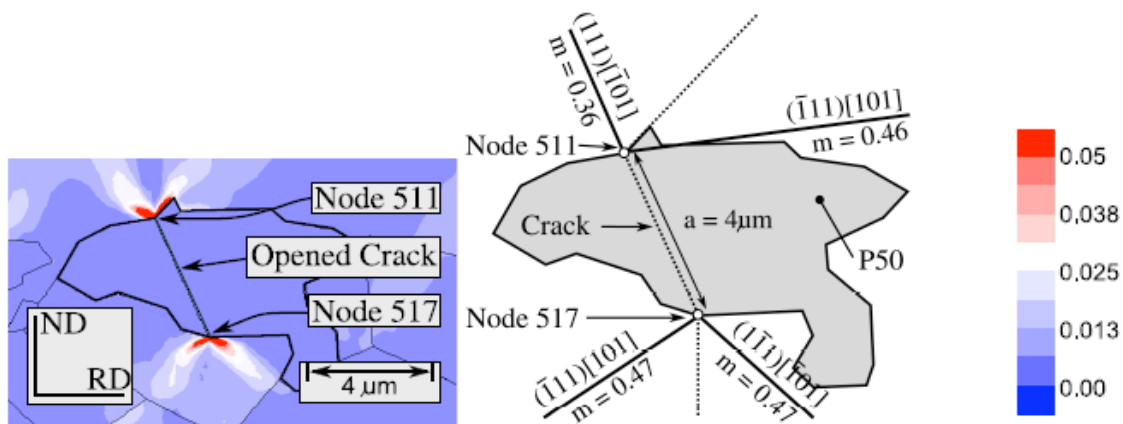 Node 511
Opened Crack
Node 517
ND
RD
4 μm
(111)[1̄01]
m = 0.36
(1̄11)[101]
m = 0.46
Node 511
Crack
a = 4μm
P50
Node 517
(1̄11)[101]
m = 0.47
(11̄1)[1̄01]
m = 0.47
0.05
0.038
0.025
0.013
0.00